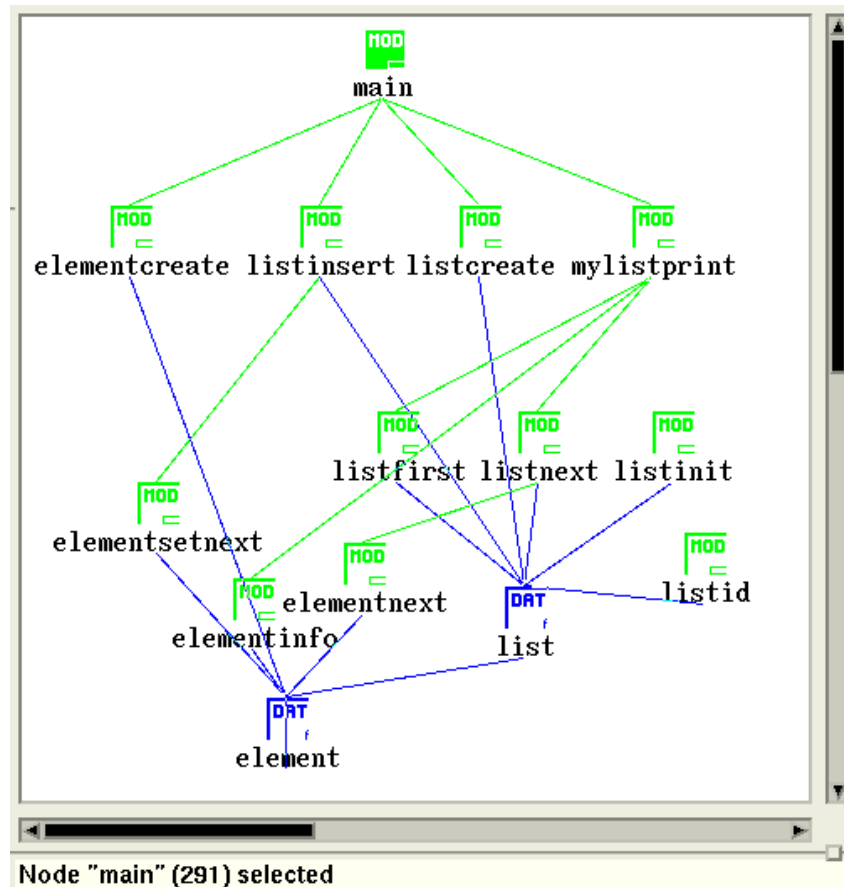 MOD
main
MOD MOD MOD MOD
elementcreate listinsert listcreate mylistprint
MOD MOD MOD
listfirst listnext listinit
MOD
elementsetnext
MOD
listid
MOD
elementnext
MOD
elementinfo
DAT
f
list
DAT
f
element
Node "main" (291) selected